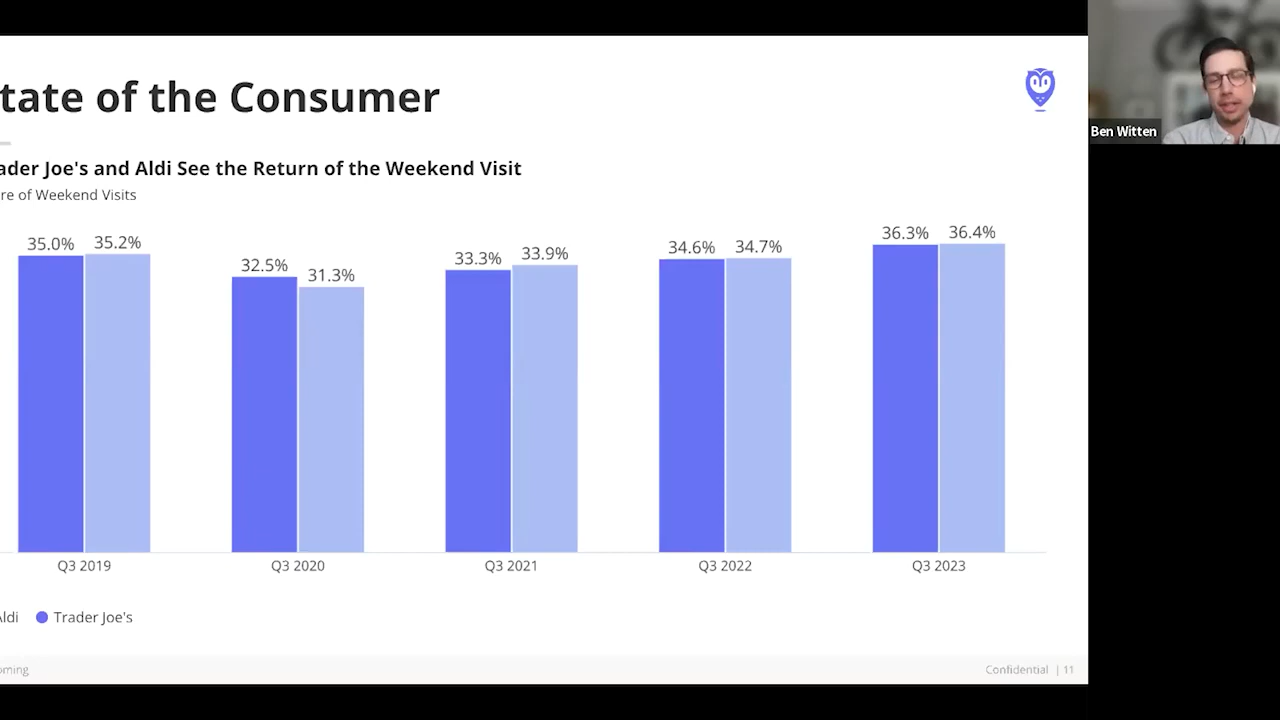 tate of the Consumer
ader Joe's and Aldi See the Return of the Weekend Visit
re of Weekend Visits
35.0% 35.2% 32.5% 31.3% 33.3% 33.9% 34.6% 34.7% 36.3% 36.4%
Q3 2019 Q3 2020 Q3 2021 Q3 2022 Q3 2023
Aldi Trader Joe's
oming Confidential | 11
Ben Witten